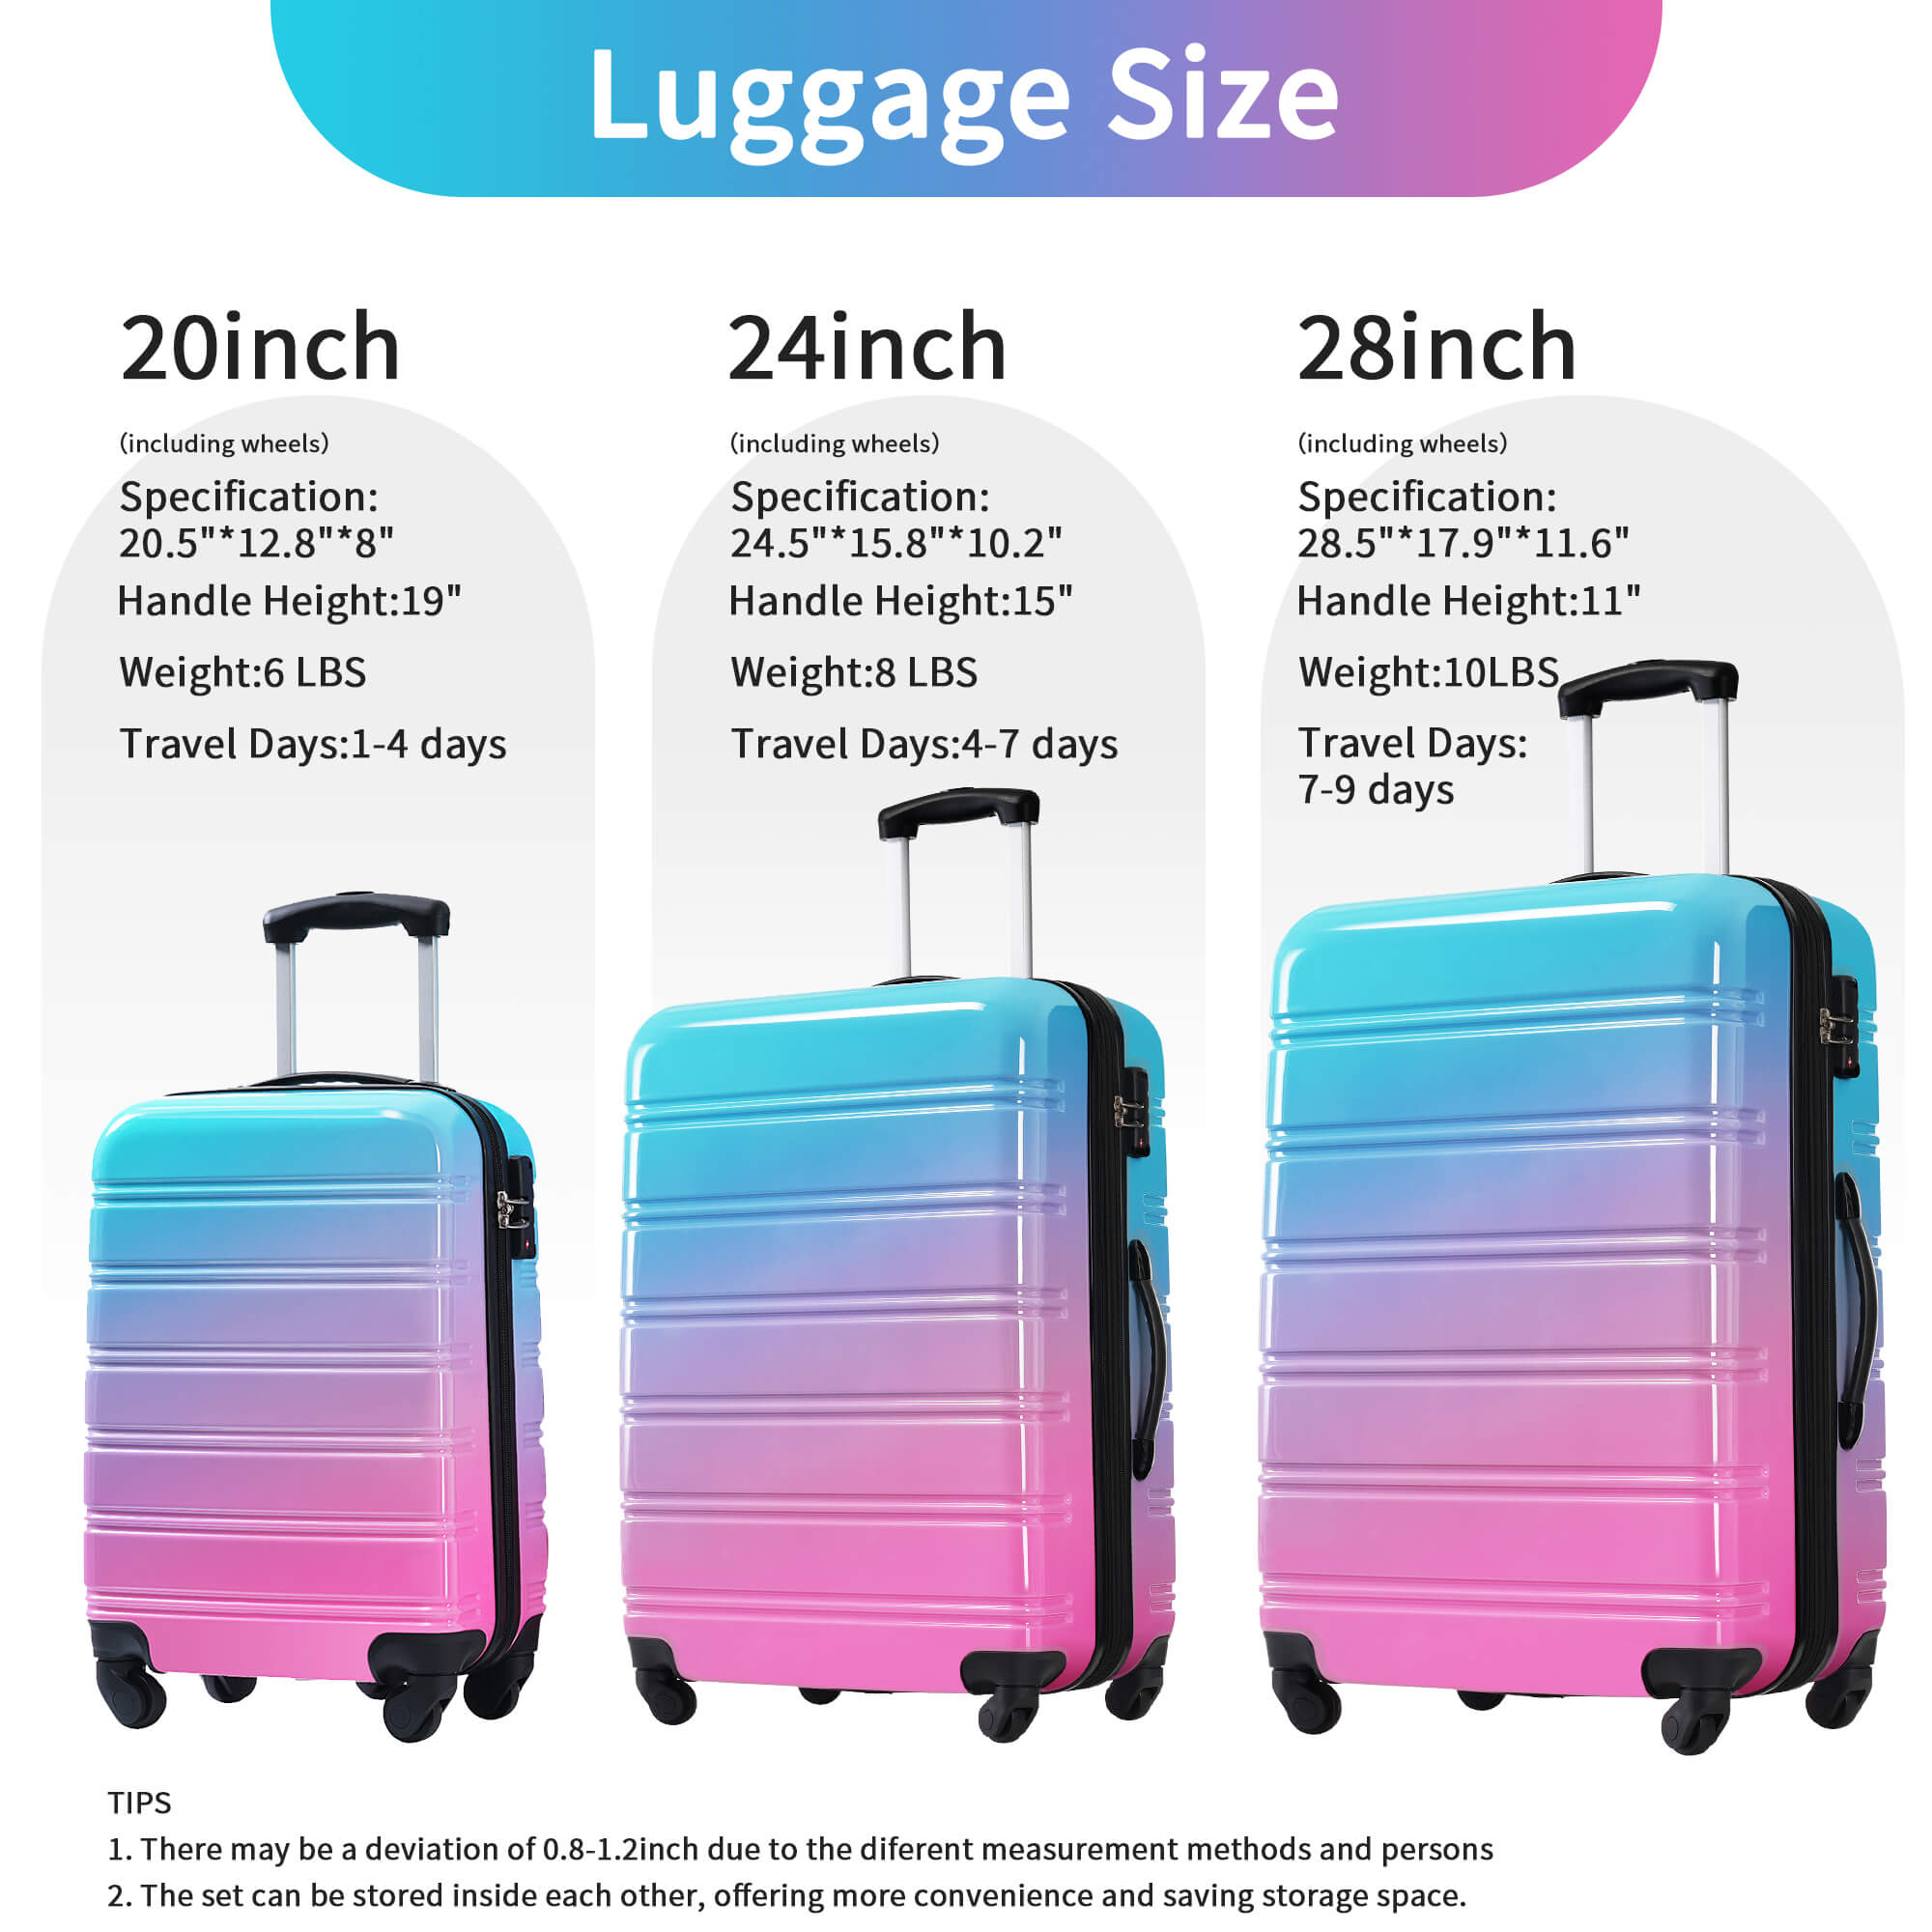 Luggage Size
20inch
(including wheels)
Specification:
20.5"*12.8"*8"
Handle Height:19"
Weight:6 LBS
Travel Days:1-4 days
24inch
(including wheels)
Specification:
24.5"*15.8"*10.2"
Handle Height:15"
Weight:8 LBS
Travel Days:4-7 days
28inch
(including wheels)
Specification:
28.5"*17.9"*11.6"
Handle Height:11"
Weight:10LBS
Travel Days:
7-9 days
TIPS
1. There may be a deviation of 0.8-1.2inch due to the diferent measurement methods and persons
2. The set can be stored inside each other, offering more convenience and saving storage space.